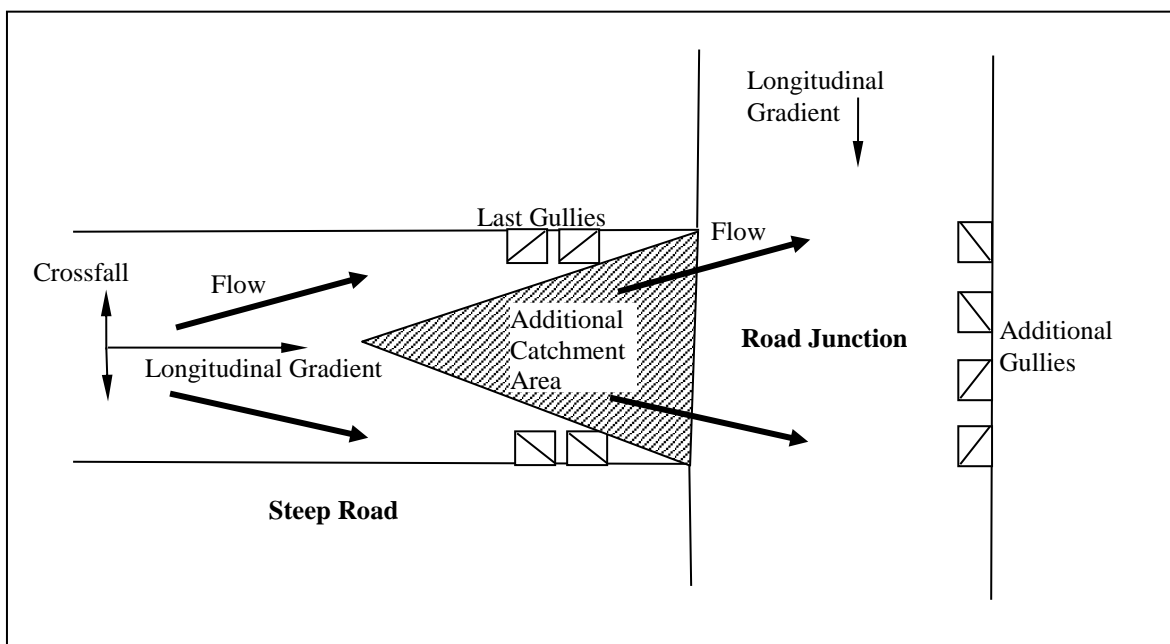 Longitudinal
Gradient
Last Gullies
Flow
Crossfall
Flow
Additional
Catchment
Area
Road Junction
Additional
Gullies
Longitudinal Gradient
Steep Road